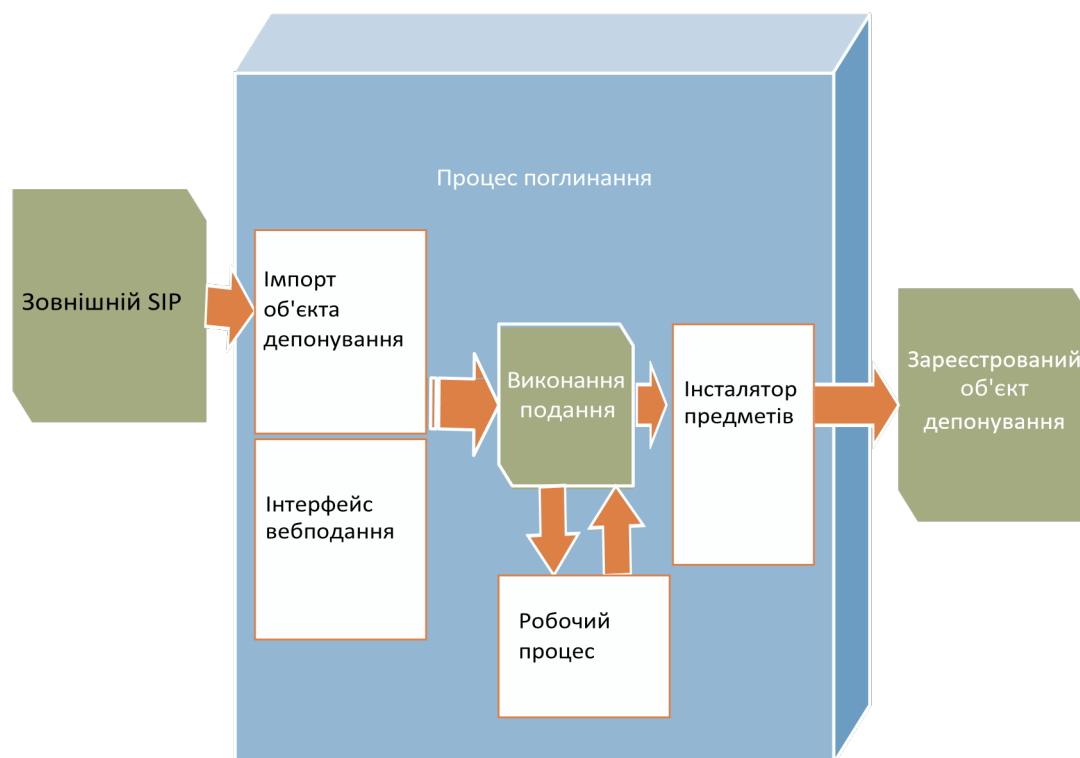 Процес поглинання
Зовнішній SIP
Імпорт
об'єкта
депонування
Інтерфейс
вебподання
Виконання
подання
Робочий
процес
Інсталятор
предметів
Зареєстрований
об'єкт
депонування